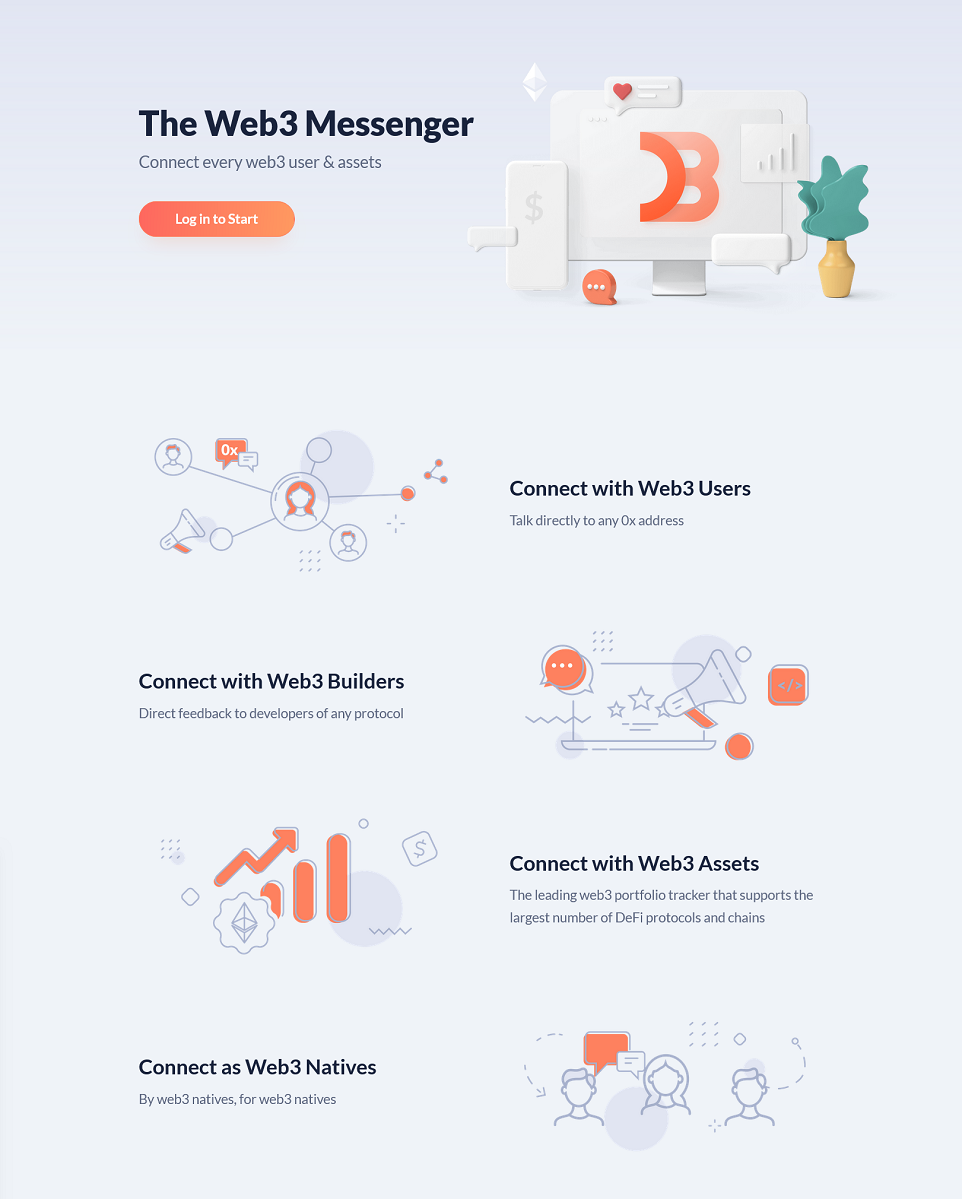 The Web3 Messenger
Connect every web3 user & assets
Log in to Start
$
0x
Connect with Web3 Users
Talk directly to any 0x address
Connect with Web3 Builders
Direct feedback to developers of any protocol
</>
$
Connect with Web3 Assets
The leading web3 portfolio tracker that supports the
largest number of DeFi protocols and chains
Connect as Web3 Natives
By web3 natives, for web3 natives